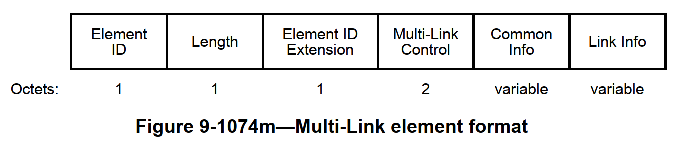 Element ID Length Element ID Extension Multi-Link Control Common Info Link Info
Octets: 1 1 1 2 variable variable
Figure 9-1074m—Multi-Link element format